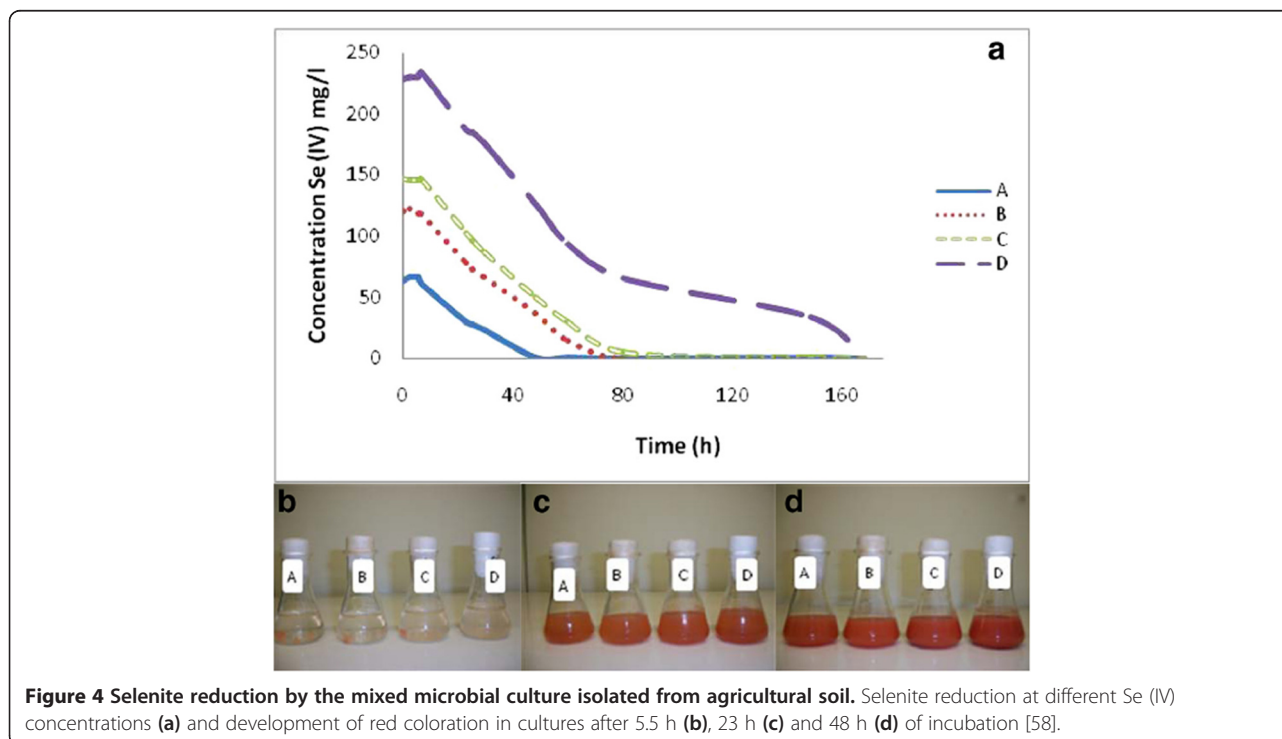 a
Concentration Se (IV) mg/l
250
200
150
100
50
0
0 40 80 120 160
Time (h)
A
B
C
D
b
A B C D
c
A B C D
d
A B C D
Figure 4 Selenite reduction by the mixed microbial culture isolated from agricultural soil. Selenite reduction at different Se (IV)
concentrations (a) and development of red coloration in cultures after 5.5 h (b), 23 h (c) and 48 h (d) of incubation [58].